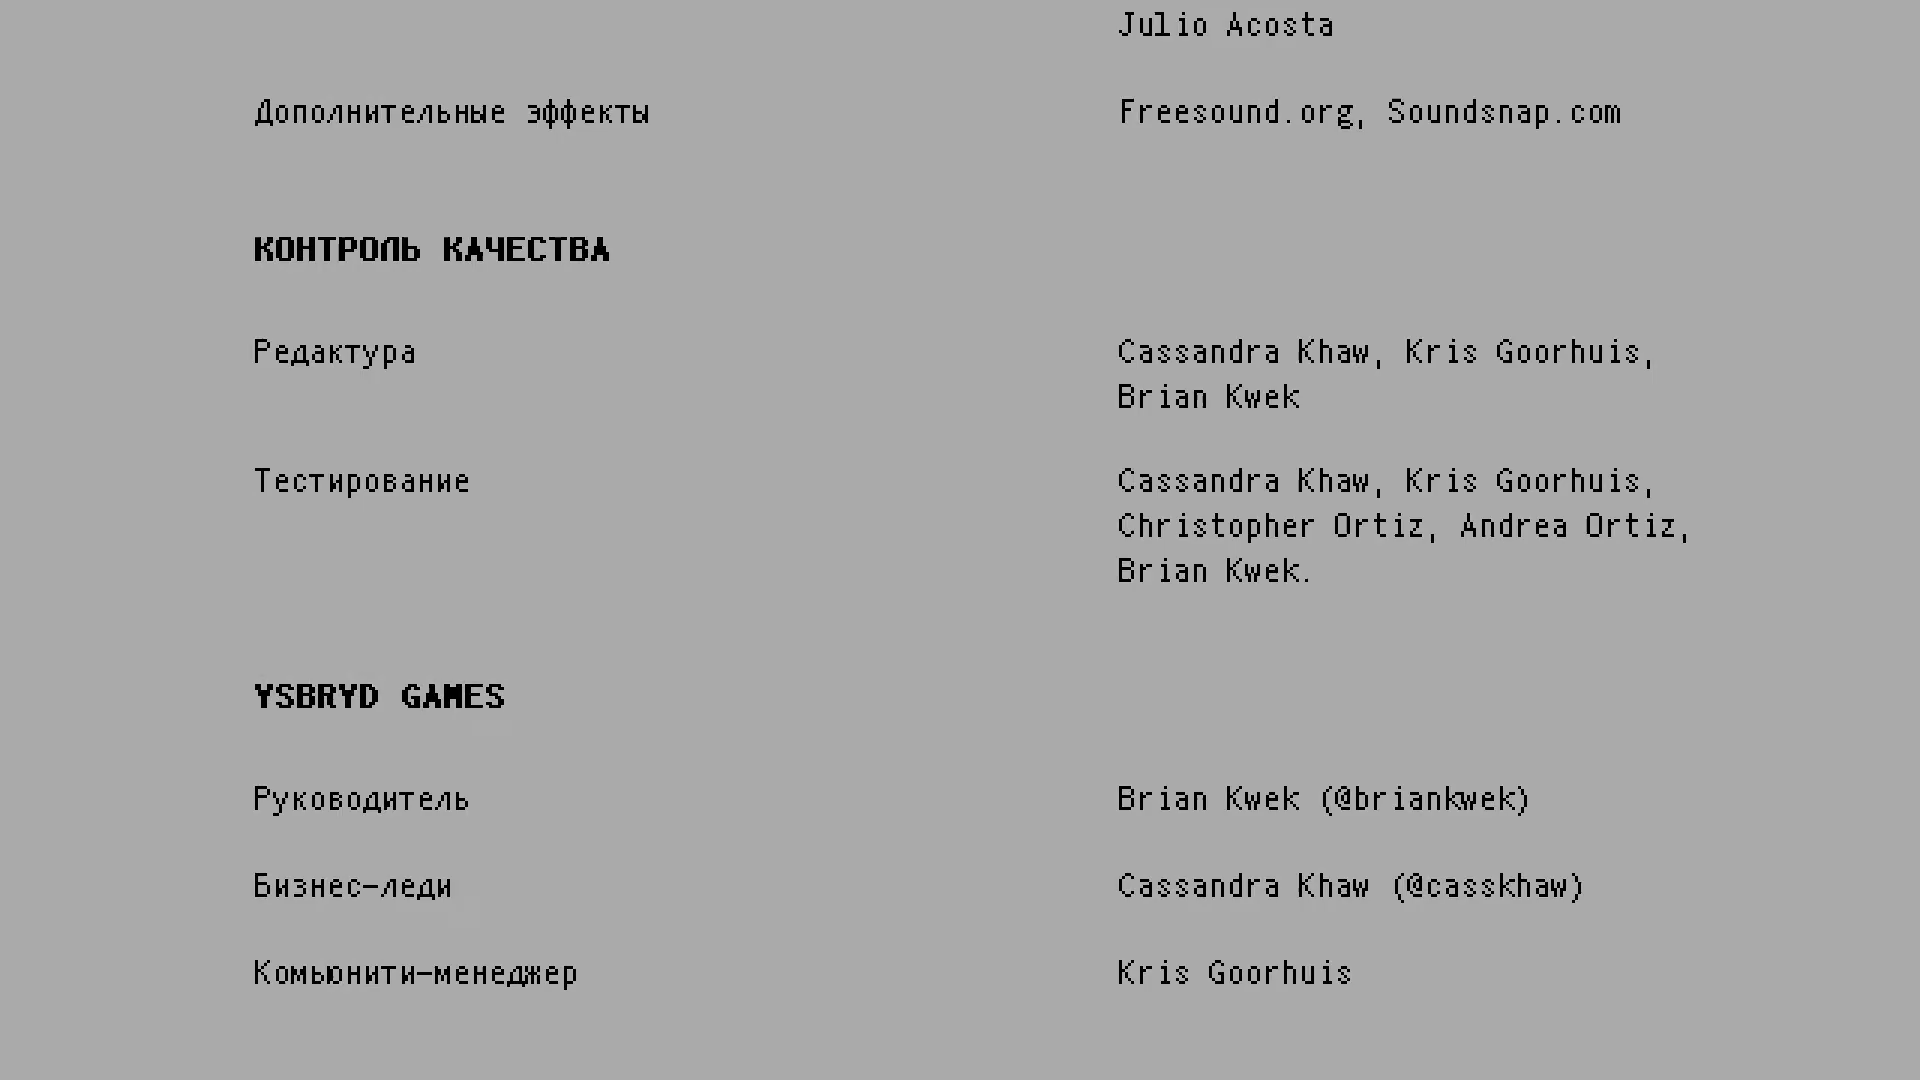 Julio Acosta
Дополнительные эффекты Freesound.org, Soundsnap.com
КОНТРОЛЬ КАЧЕСТВА
Редактура Cassandra Khaw, Kris Goorhuis,
Brian Kwek
Тестирование Cassandra Khaw, Kris Goorhuis,
Christopher Ortiz, Andrea Ortiz,
Brian Kwek.
YSBRYD GAMES
Руководитель Brian Kwek (@briankwek)
Бизнес-леди Cassandra Khaw (@casskhaw)
Комьюнити-менеджер Kris Goorhuis